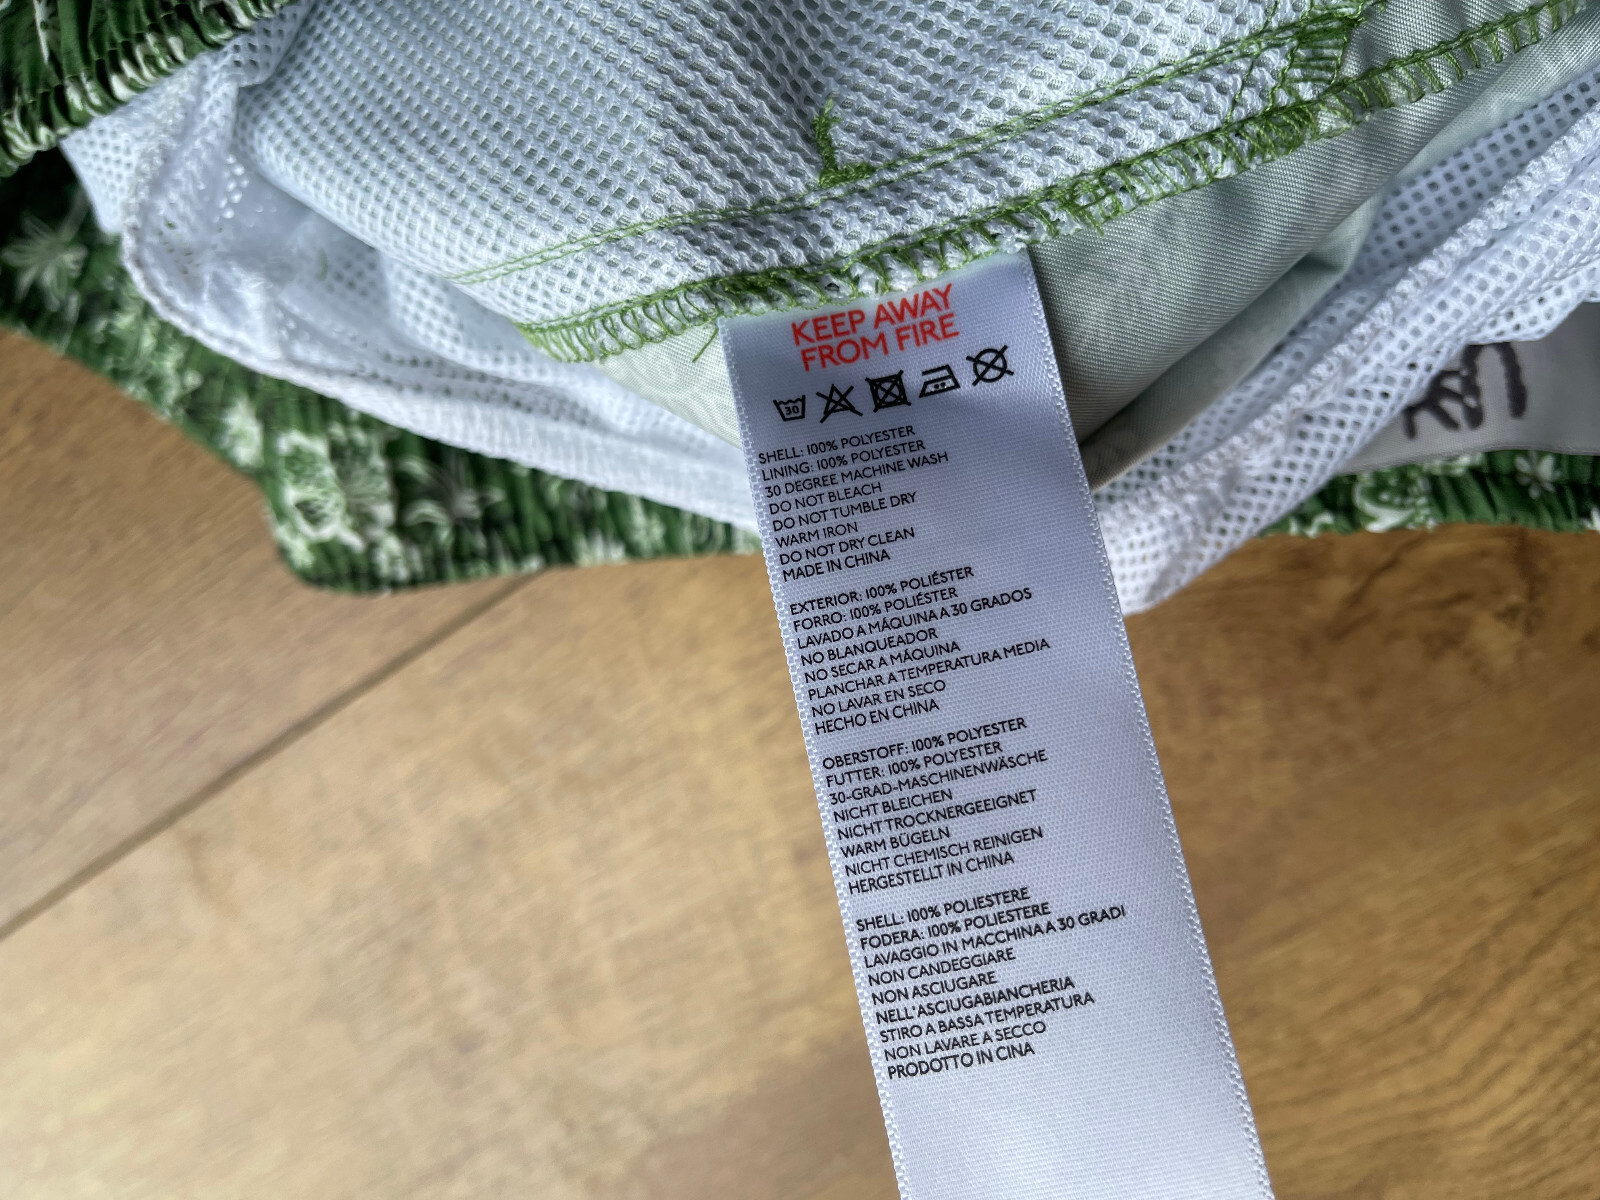 KEEP AWAY
FROM FIRE
30
SHELL: 100% POLYESTER
LINING: 100% POLYESTER
30 DEGREE MACHINE WASH
DO NOT BLEACH
DO NOT TUMBLE DRY
WARM IRON
DO NOT DRY CLEAN
MADE IN CHINA
EXTERIOR: 100% POLIÉSTER
FORRO: 100% POLIÉSTER
LAVADO A MÁQUINA A 30 GRADOS
NO BLANQUEADOR
NO SECAR A MÁQUINA
PLANCHAR A TEMPERATURA MEDIA
NO LAVAR EN SECO
HECHO EN CHINA
OBERSTOFF: 100% POLYESTER
FUTTER: 100% POLYESTER
30-GRAD-MASCHINENWÄSCHE
NICHT BLEICHEN
NICHT TROCKNERGEEIGNET
WARM BÜGELN
NICHT CHEMISCH REINIGEN
HERGESTELLT IN CHINA
SHELL: 100% POLIESTERE
FODERA: 100% POLIESTERE
LAVAGGIO IN MACCHINA A 30 GRADI
NON CANDEGGIARE
NON ASCIUGARE
NELL'ASCIUGABIANCHERIA
STIRO A BASSA TEMPERATURA
NON LAVARE A SECCO
PRODOTTO IN CINA